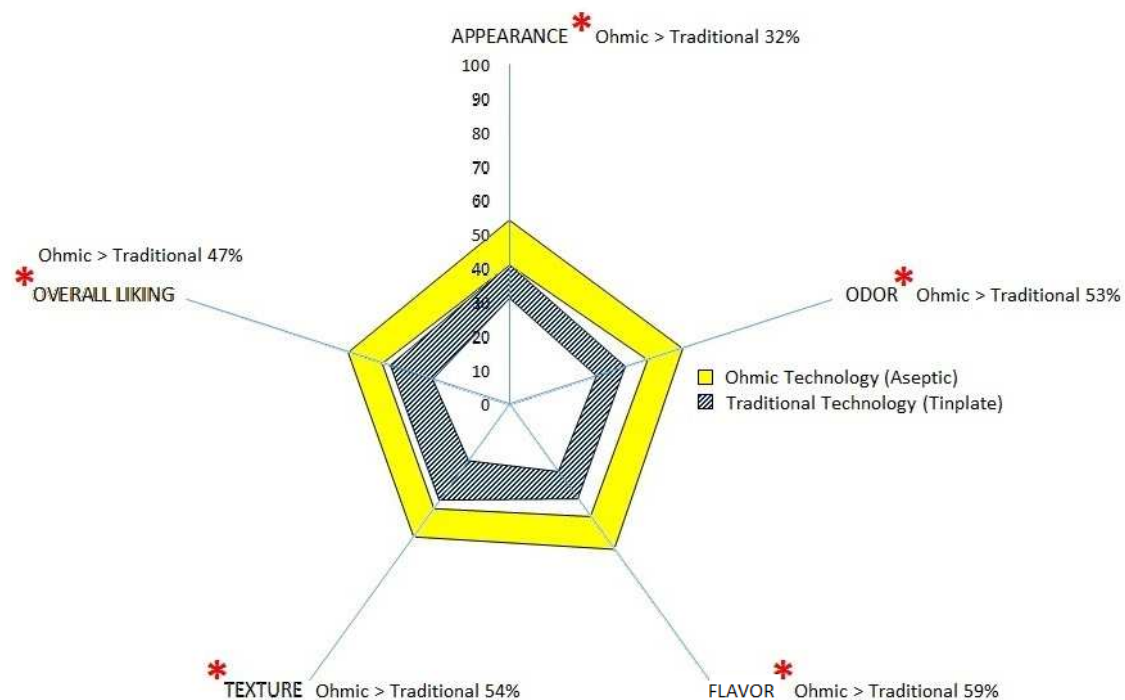 APPEARANCE * Ohmic > Traditional 32%
100
90
80
70
60
50
40
30
20
10
0
Ohmic > Traditional 47%
* OVERALL LIKING
ODOR * Ohmic > Traditional 53%
Ohmic Technology (Aseptic)
Traditional Technology (Tinplate)
* TEXTURE Ohmic > Traditional 54%
FLAVOR * Ohmic > Traditional 59%